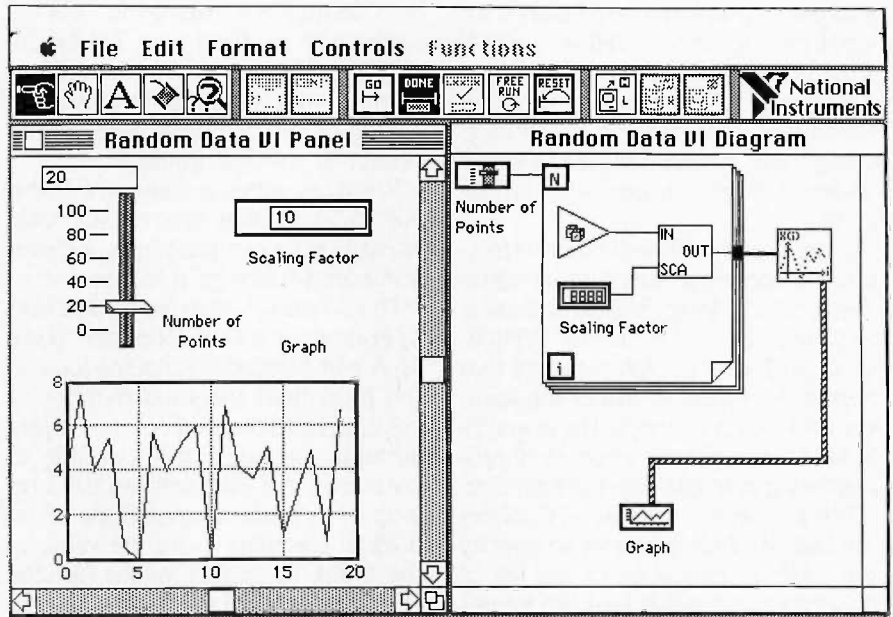 File Edit Format Controls Functions
A GO DONE FREE RUN RESET M L National Instruments
Random Data VI Panel
20
100
80
60
40
20
0
Number of
Points
10
Scaling Factor
Graph
8
6
4
2
0
0 5 10 15 20
Random Data VI Diagram
Number of
Points
N
IN
OUT
SCA
Scaling Factor
i
X(i)
Graph